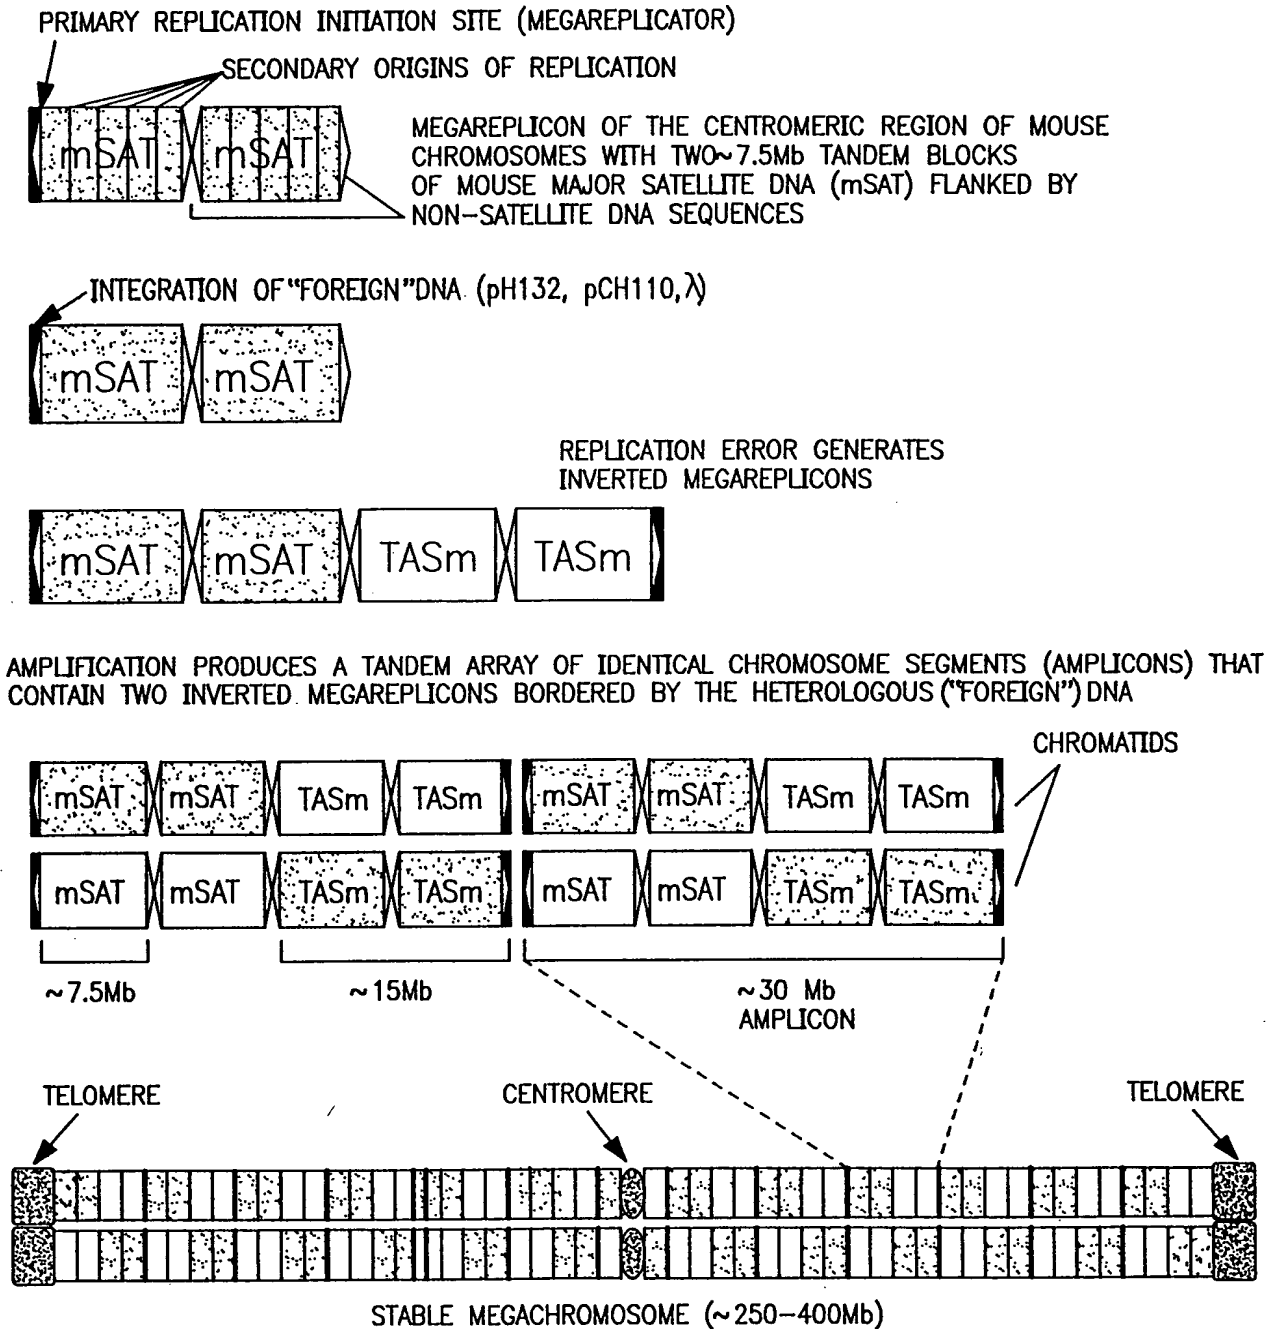 PRIMARY REPLICATION INITIATION SITE (MEGAREPLICATOR)
SECONDARY ORIGINS OF REPLICATION
mSAT mSAT
MEGAREPLICON OF THE CENTROMERIC REGION OF MOUSE
CHROMOSOMES WITH TWO~7.5Mb TANDEM BLOCKS
OF MOUSE MAJOR SATELLITE DNA (mSAT) FLANKED BY
NON-SATELLITE DNA SEQUENCES
INTEGRATION OF "FOREIGN" DNA (pH132, pCH110,λ)
mSAT mSAT
REPLICATION ERROR GENERATES
INVERTED MEGAREPLICONS
mSAT mSAT TASm TASm
AMPLIFICATION PRODUCES A TANDEM ARRAY OF IDENTICAL CHROMOSOME SEGMENTS (AMPLICONS) THAT
CONTAIN TWO INVERTED MEGAREPLICONS BORDERED BY THE HETEROLOGOUS ("FOREIGN") DNA
CHROMATIDS
mSAT mSAT TASm TASm mSAT mSAT TASm TASm
mSAT mSAT TASm TASm mSAT mSAT TASm TASm
~7.5Mb ~15Mb ~30 Mb
AMPLICON
TELOMERE CENTROMERE TELOMERE
STABLE MEGACHROMOSOME (~250-400Mb)